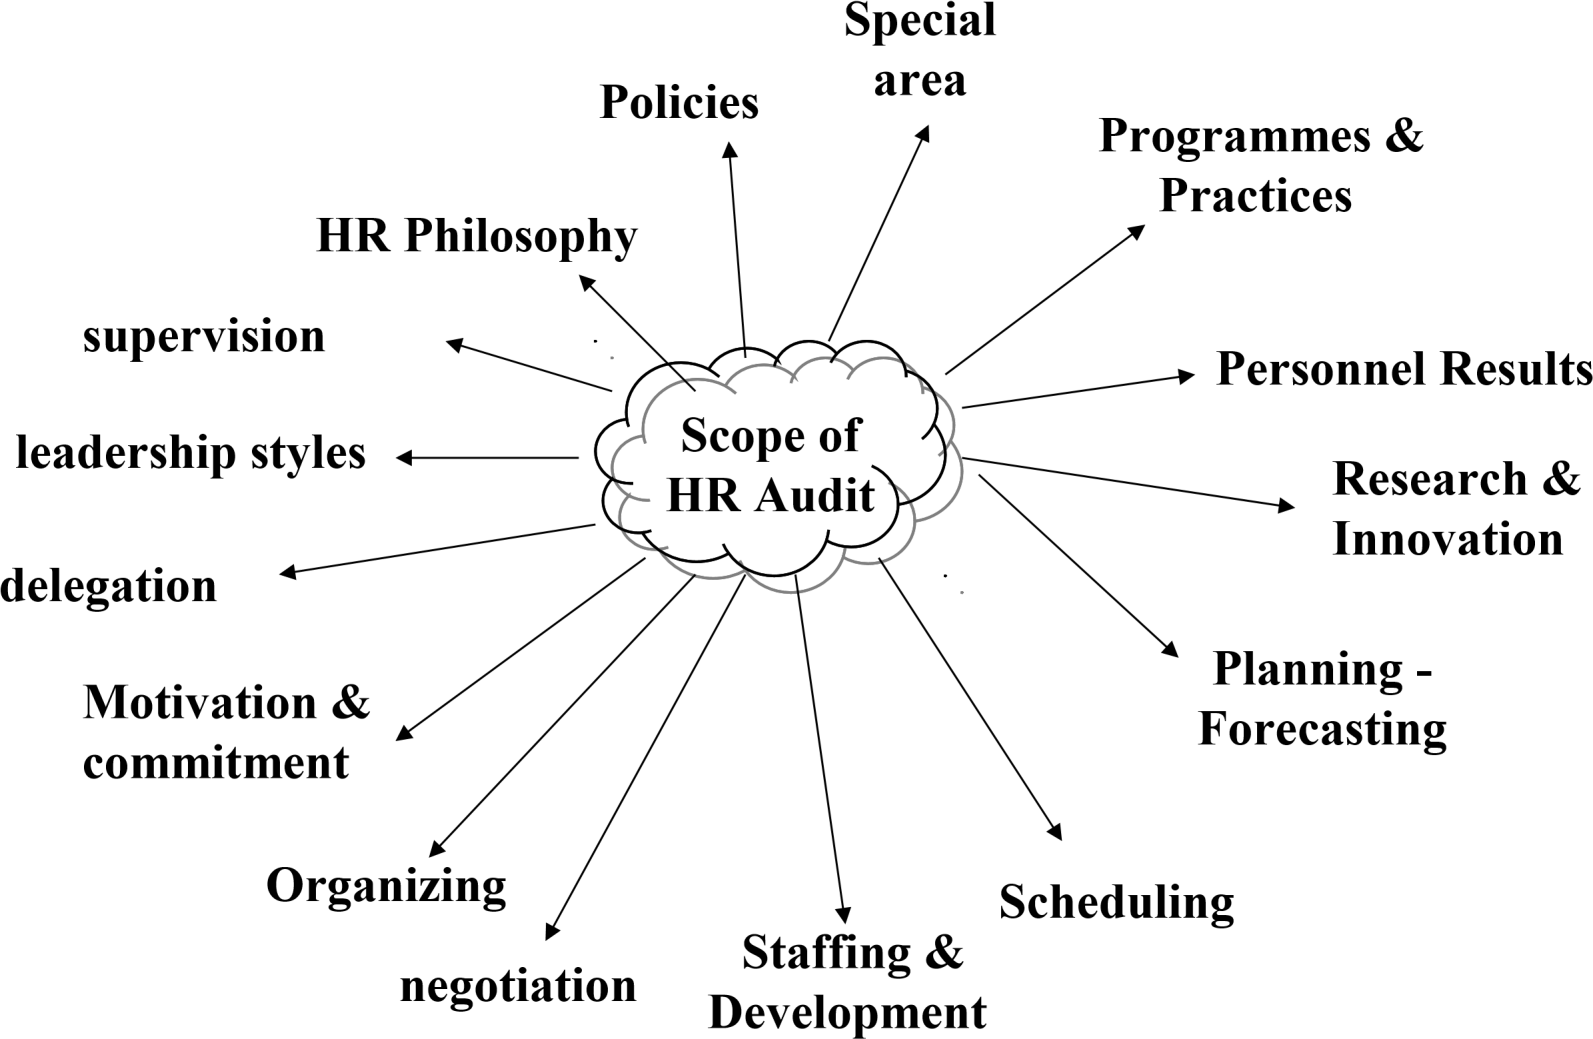 Special
area
Policies
Programmes &
Practices
HR Philosophy
supervision
Personnel Results
Scope of
HR Audit
leadership styles
Research &
Innovation
delegation
Planning -
Forecasting
Motivation &
commitment
Organizing
Scheduling
negotiation
Staffing &
Development